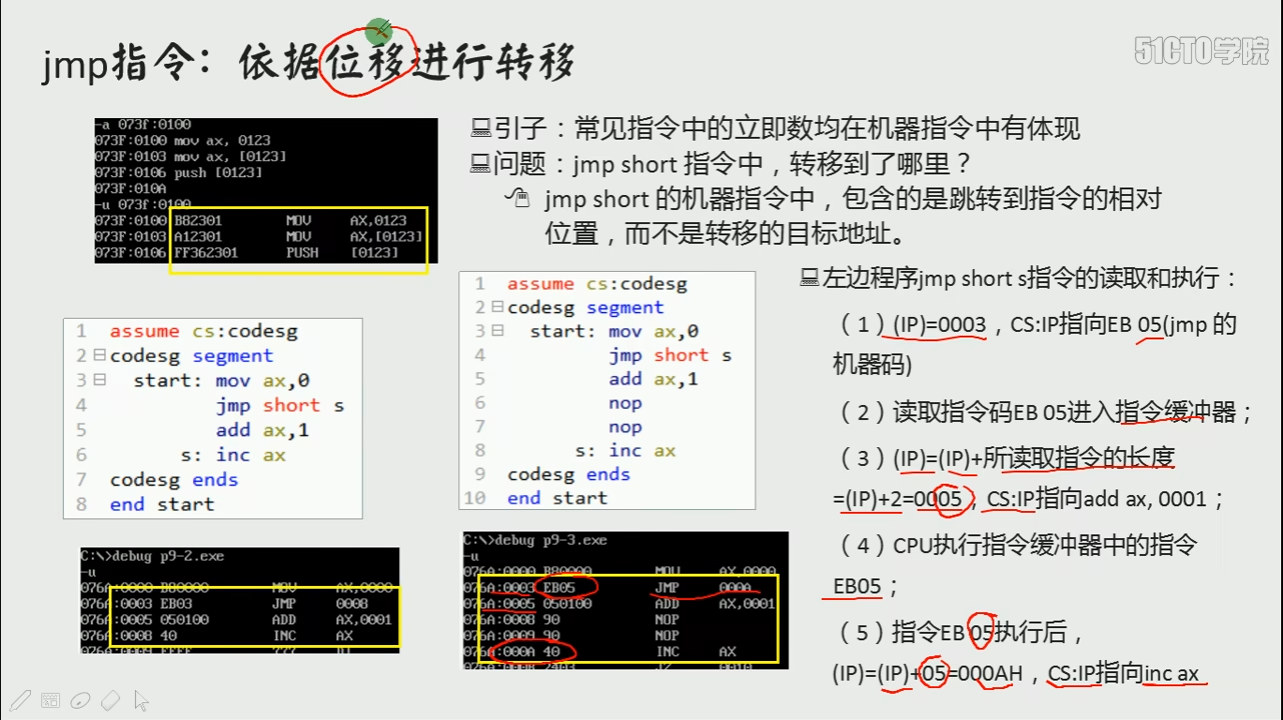 jmp指令：依据位移进行转移
51CTO学院
-a 073f:0100
073F:0100 mov ax, 0123
073F:0103 mov ax, [0123]
073F:0106 push [0123]
073F:010A
-u 073f:0100
073F:0100 B82301 MOV AX,0123
073F:0103 A12301 MOV AX,[0123]
073F:0106 FF362301 PUSH [0123]
引子：常见指令中的立即数均在机器指令中有体现
问题：jmp short 指令中，转移到了哪里？
jmp short 的机器指令中，包含的是跳转到指令的相对
位置，而不是转移的目标地址。
1 assume cs:codesg
2 codesg segment
3 start: mov ax,0
4 jmp short s
5 add ax,1
6 s: inc ax
7 codesg ends
8 end start
1 assume cs:codesg
2 codesg segment
3 start: mov ax,0
4 jmp short s
5 add ax,1
6 nop
7 nop
8 s: inc ax
9 codesg ends
10 end start
C:\>debug p9-2.exe
-u
076A:0000 B80000 MOV AX,0000
076A:0003 EB03 JMP 0008
076A:0005 050100 ADD AX,0001
076A:0008 40 INC AX
C:\>debug p9-3.exe
-u
076A:0000 B80000 MOV AX,0000
076A:0003 EB05 JMP 000A
076A:0005 050100 ADD AX,0001
076A:0008 90 NOP
076A:0009 90 NOP
076A:000A 40 INC AX
左边程序jmp short s指令的读取和执行：
（1）(IP)=0003，CS:IP指向EB 05(jmp 的
机器码)
（2）读取指令码EB 05进入指令缓冲器；
（3）(IP)=(IP)+所读取指令的长度
=(IP)+2=0005，CS:IP指向add ax, 0001；
（4）CPU执行指令缓冲器中的指令
EB05；
（5）指令EB 05执行后，
(IP)=(IP)+05=000AH，CS:IP指向inc ax